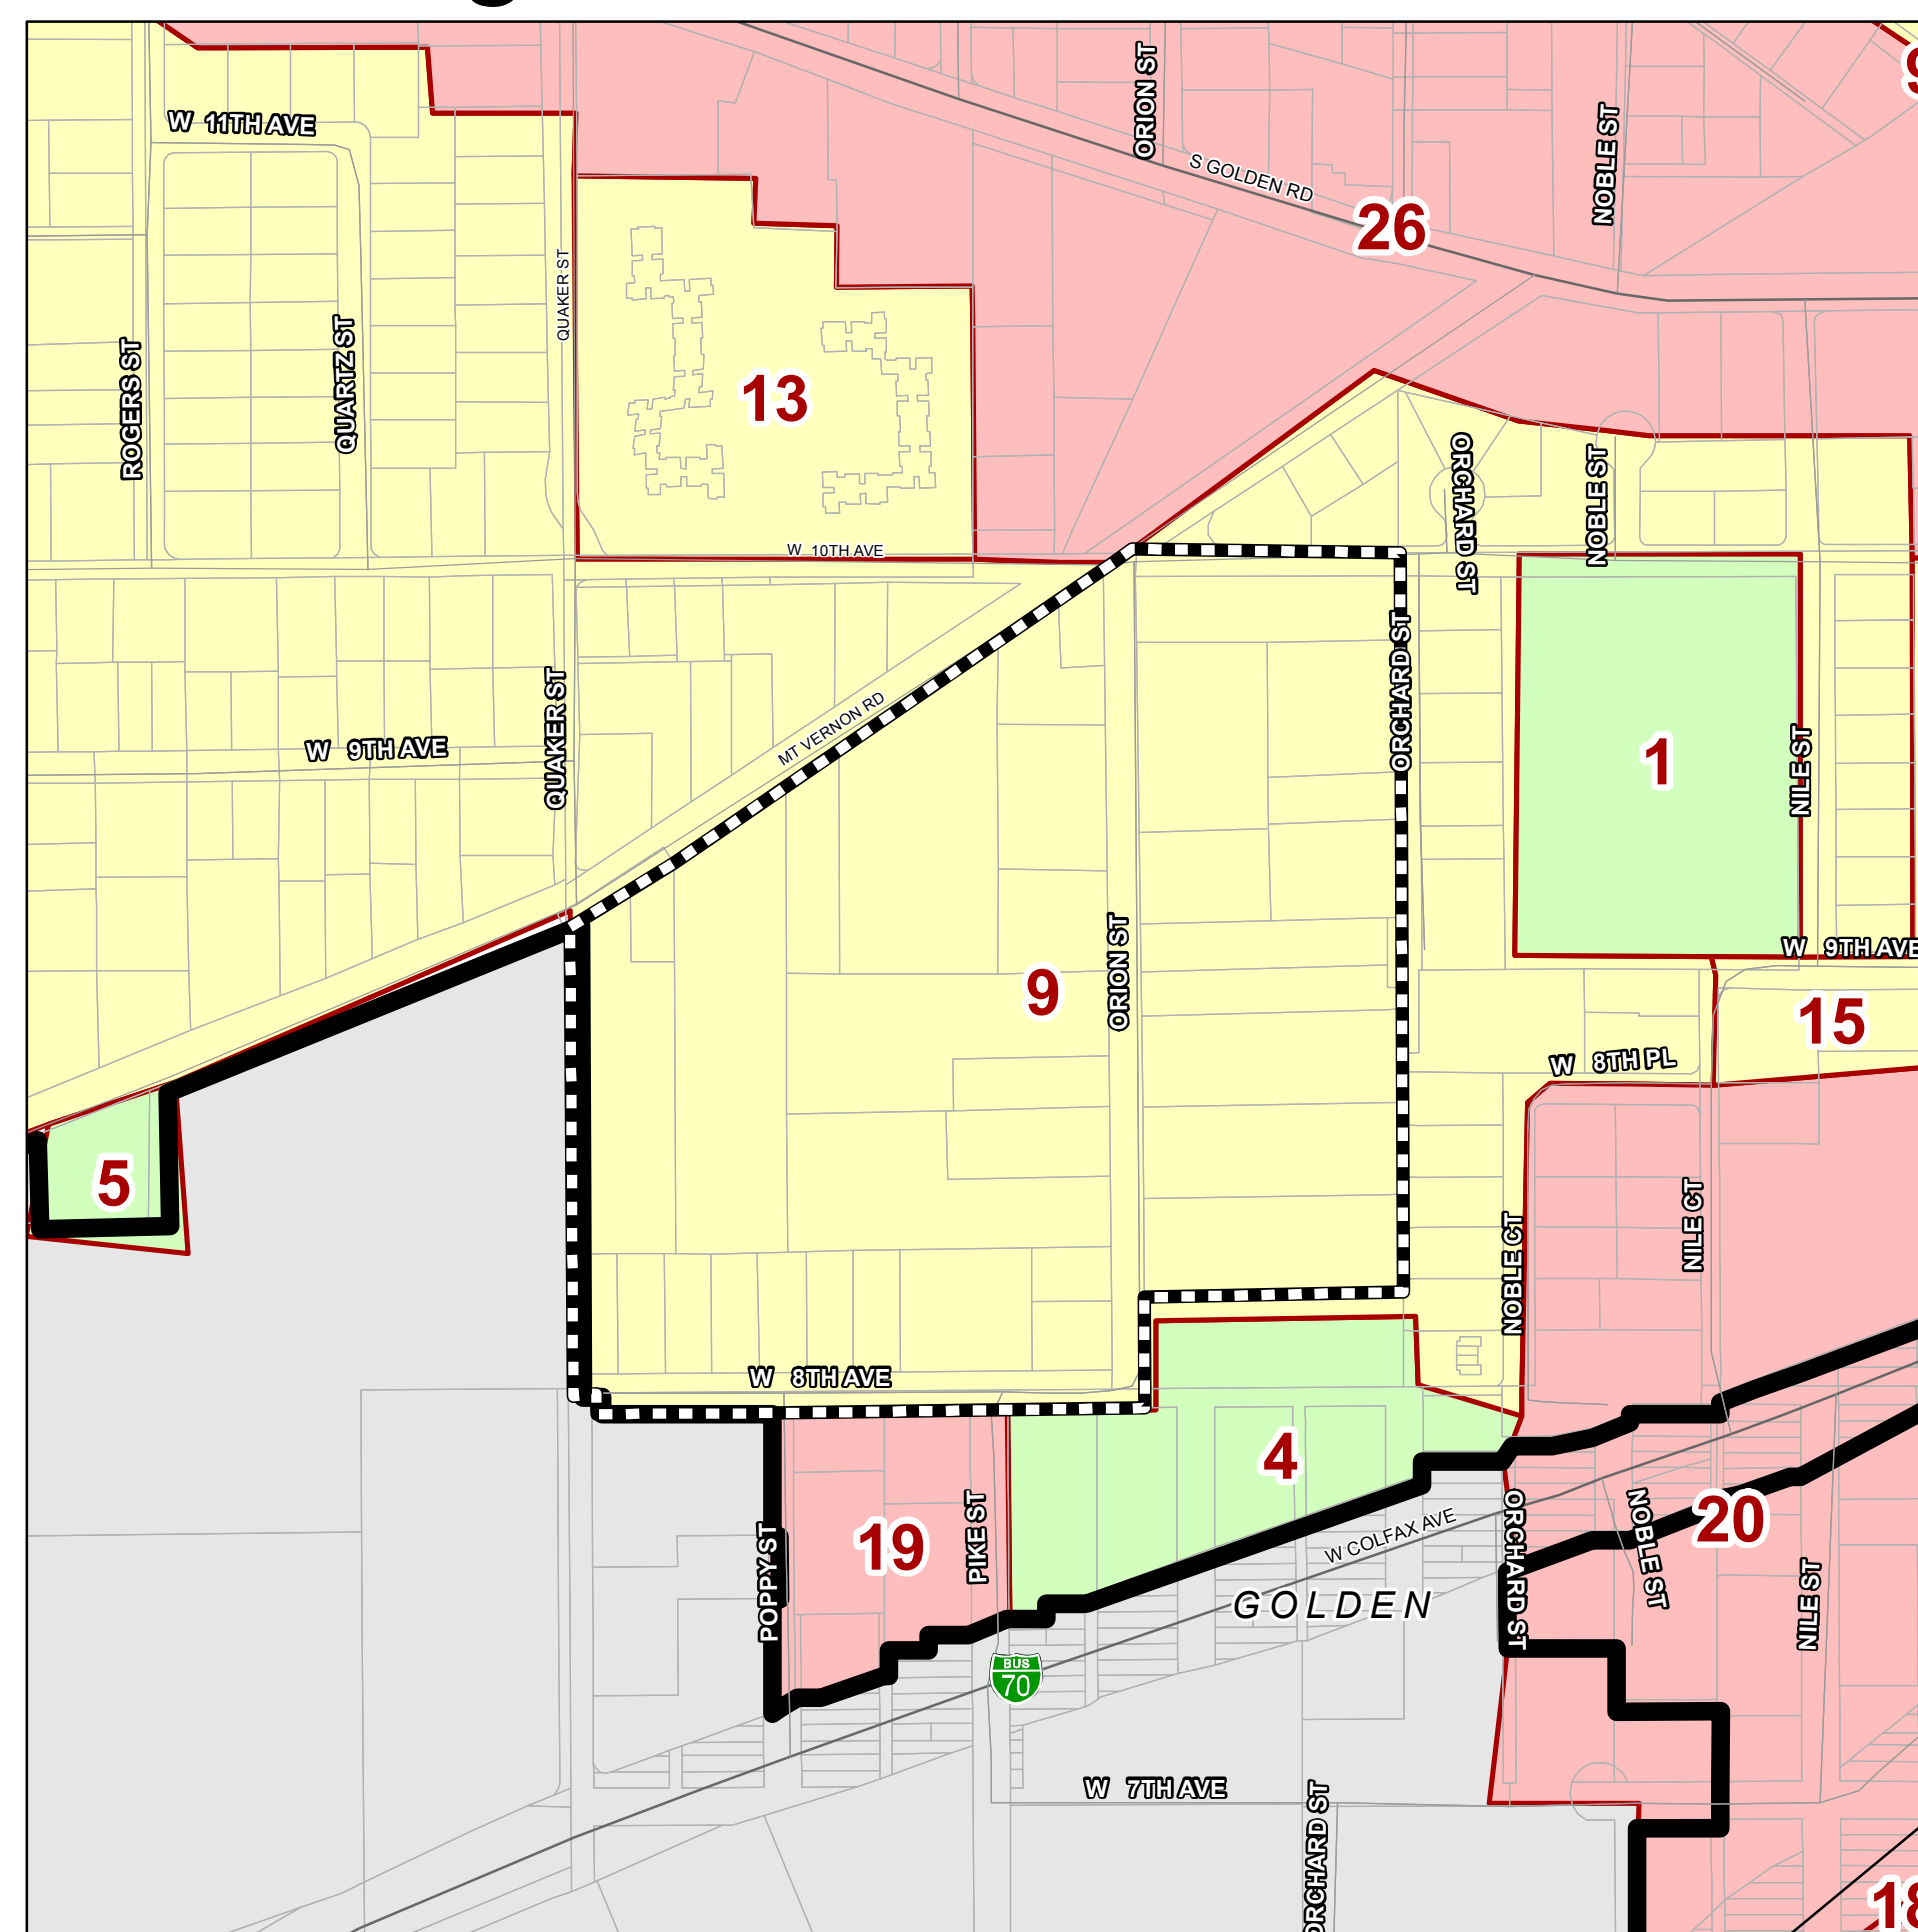 ORION ST
NOBLE ST
W 11TH AVE
S GOLDEN RD
26
QUAKER ST
ROGERS ST
QUARTZ ST
13
ORCHARD ST
NOBLE ST
W 10TH AVE
ORCHARD ST
QUAKER ST
MT VERNON RD
W 9TH AVE
1
NILE ST
W 9TH AVE
9
ORION ST
15
W 8TH PL
5
NILE CT
NOBLE CT
W 8TH AVE
4
19
PIKE ST
POPPY ST
W COLFAX AVE
ORCHARD ST
NOBLE ST
20
NILE ST
GOLDEN
BUS
70
W 7TH AVE
ORCHARD ST
18